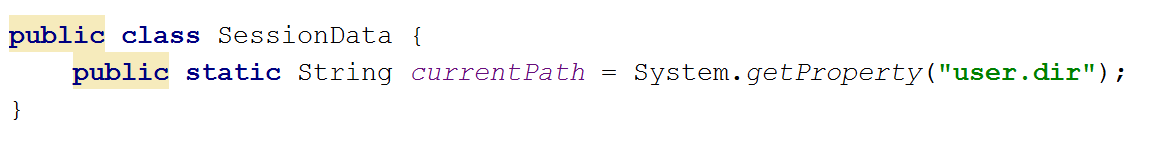 public class SessionData {
    public static String currentPath = System.getProperty("user.dir");
}